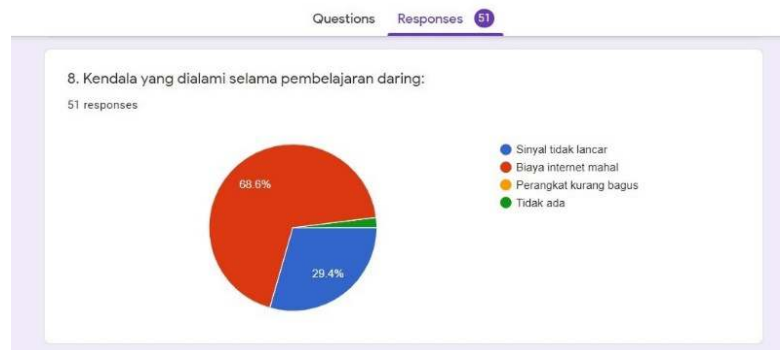 Questions Responses 51
8. Kendala yang dialami selama pembelajaran daring:
51 responses
Sinyal tidak lancar
Biaya internet mahal
Perangkat kurang bagus
Tidak ada
68.6%
29.4%